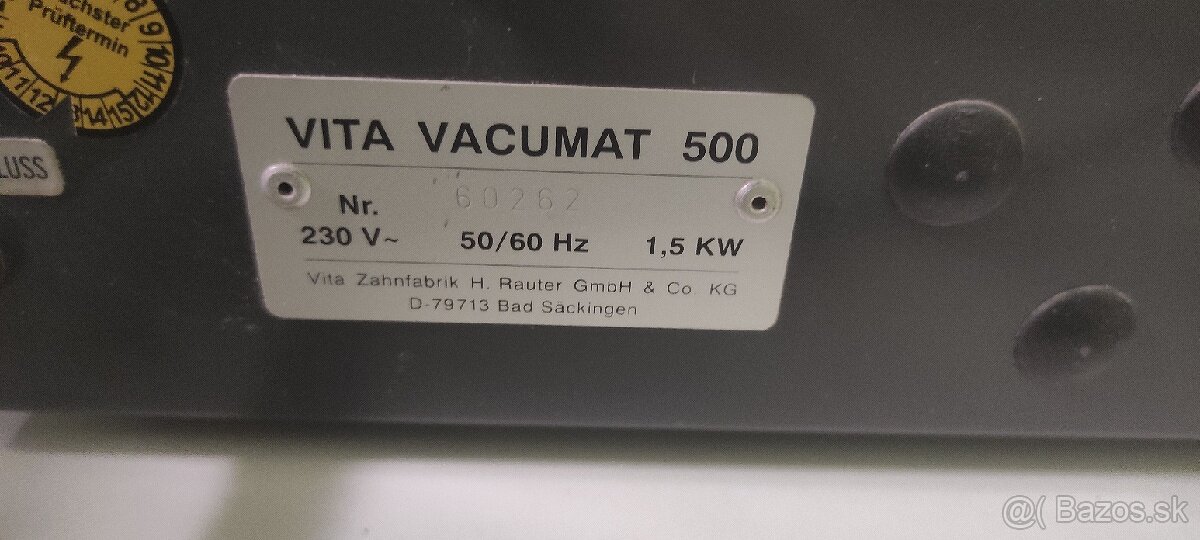 Prüftermin
LUSS
VITA VACUMAT 500
Nr. 60262
230 V~ 50/60 Hz 1,5 KW
Vita Zahnfabrik H. Rauter GmbH & Co. KG
D-79713 Bad Säckingen
@( Bazos.sk